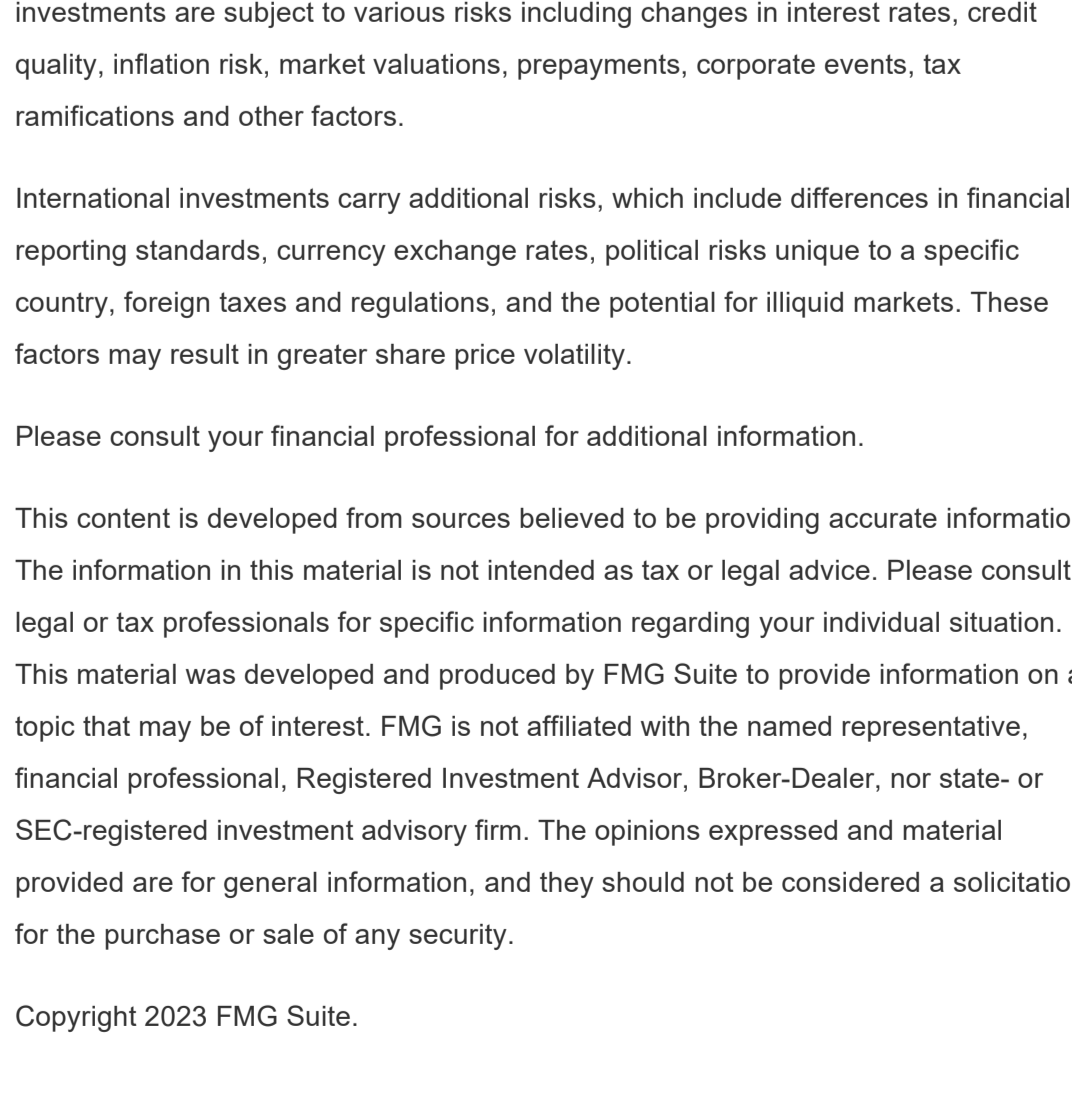 investments are subject to various risks including changes in interest rates, credit
quality, inflation risk, market valuations, prepayments, corporate events, tax
ramifications and other factors.
International investments carry additional risks, which include differences in financial
reporting standards, currency exchange rates, political risks unique to a specific
country, foreign taxes and regulations, and the potential for illiquid markets. These
factors may result in greater share price volatility.
Please consult your financial professional for additional information.
This content is developed from sources believed to be providing accurate informatio
The information in this material is not intended as tax or legal advice. Please consult
legal or tax professionals for specific information regarding your individual situation.
This material was developed and produced by FMG Suite to provide information on a
topic that may be of interest. FMG is not affiliated with the named representative,
financial professional, Registered Investment Advisor, Broker-Dealer, nor state- or
SEC-registered investment advisory firm. The opinions expressed and material
provided are for general information, and they should not be considered a solicitatio
for the purchase or sale of any security.
Copyright 2023 FMG Suite.